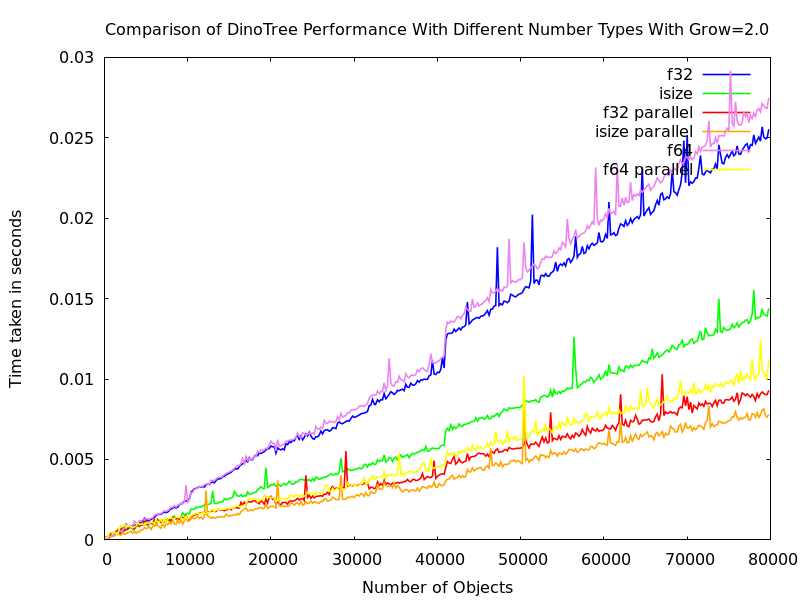 Comparison of DinoTree Performance With Different Number Types With Grow=2.0
Time taken in seconds
0.03
0.025
0.02
0.015
0.01
0.005
0
f32
isize
f32 parallel
isize parallel
f64
f64 parallel
0 10000 20000 30000 40000 50000 60000 70000 80000
Number of Objects